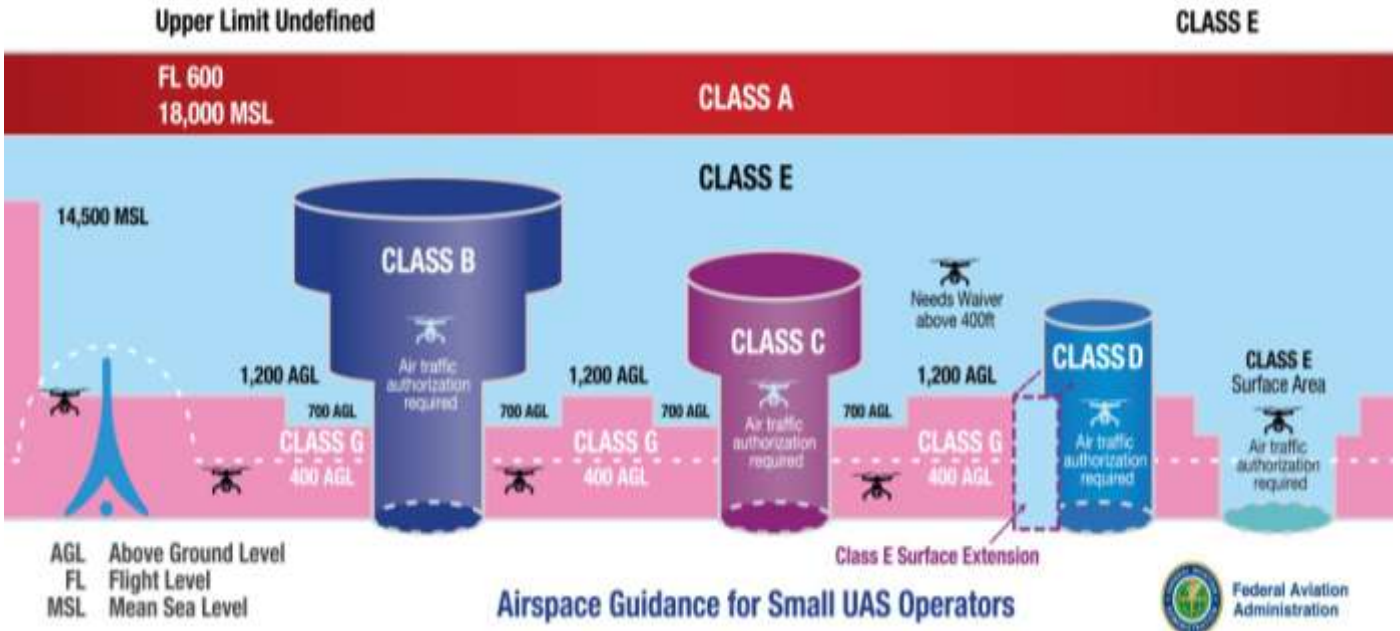 Upper Limit Undefined
CLASS E
FL 600
18,000 MSL
CLASS A
CLASS E
14,500 MSL
CLASS B
Air traffic
authorization
required
CLASS C
Air traffic
authorization
required
Needs Waiver
above 400ft
CLASS D
Air traffic
authorization
required
CLASS E
Surface Area
Air traffic
authorization
required
1,200 AGL
1,200 AGL
1,200 AGL
700 AGL
700 AGL
700 AGL
700 AGL
CLASS G
400 AGL
CLASS G
400 AGL
CLASS G
400 AGL
Class E Surface Extension
AGL Above Ground Level
FL Flight Level
MSL Mean Sea Level
Airspace Guidance for Small UAS Operators
Federal Aviation
Administration